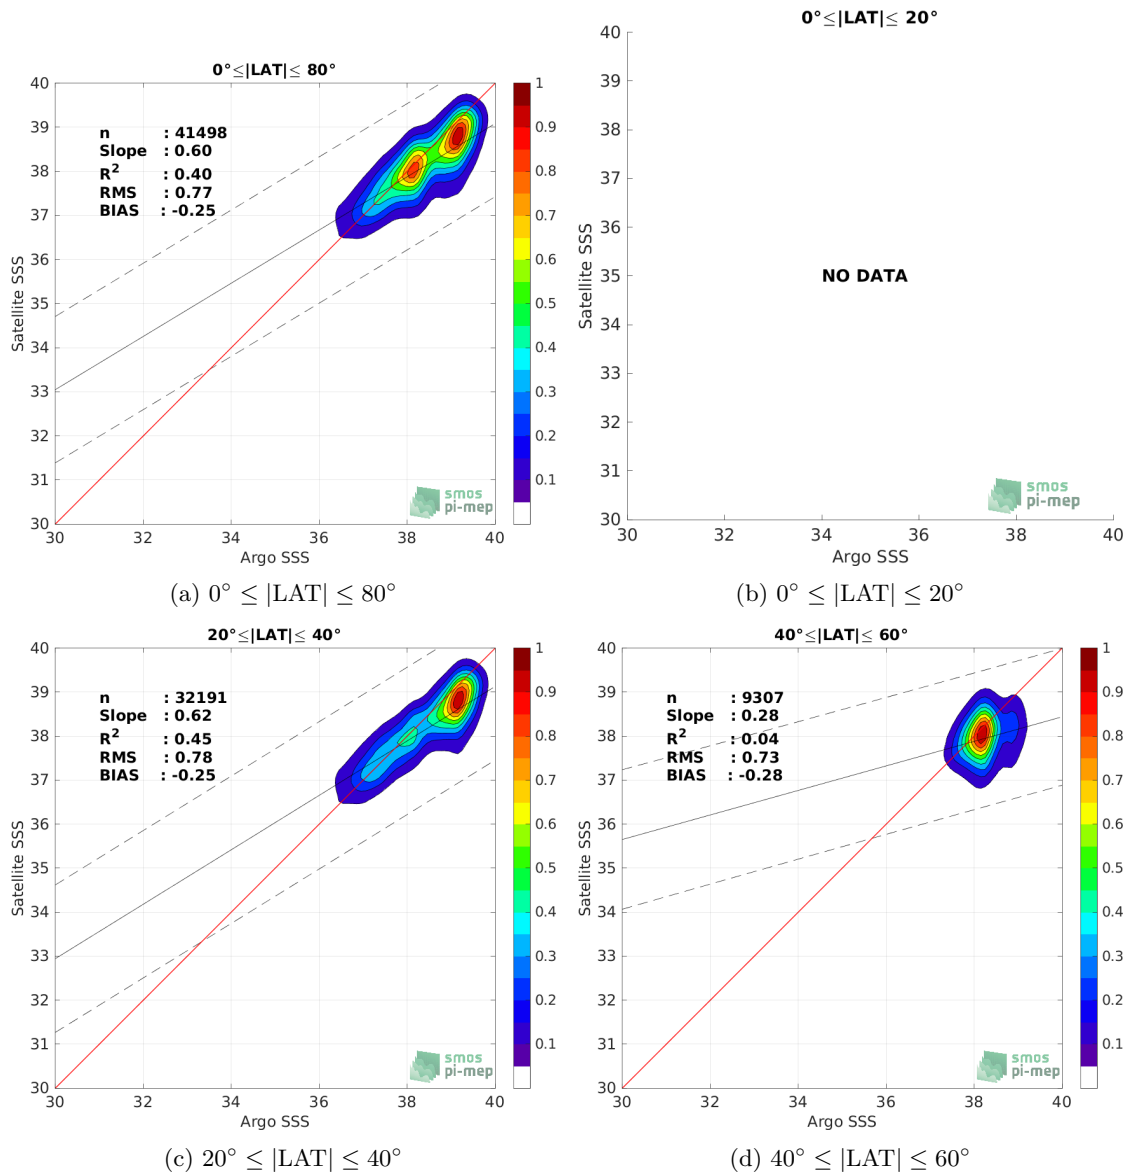 0°≤|LAT|≤ 80°
n : 41498
Slope : 0.60
R2 : 0.40
RMS : 0.77
BIAS : -0.25
Satellite SSS
40
39
38
37
36
35
34
33
32
31
30
30 32 34 36 38 40
Argo SSS
1
0.9
0.8
0.7
0.6
0.5
0.4
0.3
0.2
0.1
smos
pi-mep
(a) 0° ≤ |LAT| ≤ 80°
0°≤|LAT|≤ 20°
Satellite SSS
40
39
38
37
36
35
34
33
32
31
30
NO DATA
smos
pi-mep
30 32 34 36 38 40
Argo SSS
(b) 0° ≤ |LAT| ≤ 20°
20°≤|LAT|≤ 40°
n : 32191
Slope : 0.62
R2 : 0.45
RMS : 0.78
BIAS : -0.25
Satellite SSS
40
39
38
37
36
35
34
33
32
31
30
30 32 34 36 38 40
Argo SSS
1
0.9
0.8
0.7
0.6
0.5
0.4
0.3
0.2
0.1
smos
pi-mep
(c) 20° ≤ |LAT| ≤ 40°
40°≤|LAT|≤ 60°
n : 9307
Slope : 0.28
R2 : 0.04
RMS : 0.73
BIAS : -0.28
Satellite SSS
40
39
38
37
36
35
34
33
32
31
30
30 32 34 36 38 40
Argo SSS
1
0.9
0.8
0.7
0.6
0.5
0.4
0.3
0.2
0.1
smos
pi-mep
(d) 40° ≤ |LAT| ≤ 60°